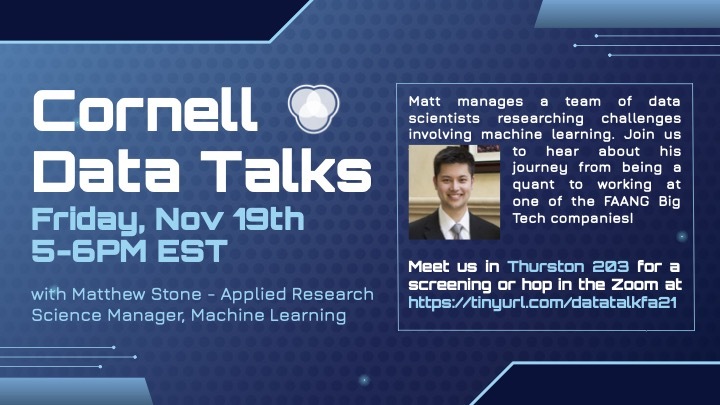 Cornell
Data Talks
Friday, Nov 19th
5-6PM EST
with Matthew Stone - Applied Research
Science Manager, Machine Learning
Matt manages a team of data
scientists researching challenges
involving machine learning. Join us
to hear about his
journey from being a
quant to working at
one of the FAANG Big
Tech companies!
Meet us in Thurston 203 for a
screening or hop in the Zoom at
https://tinyurl.com/datatalkfa21